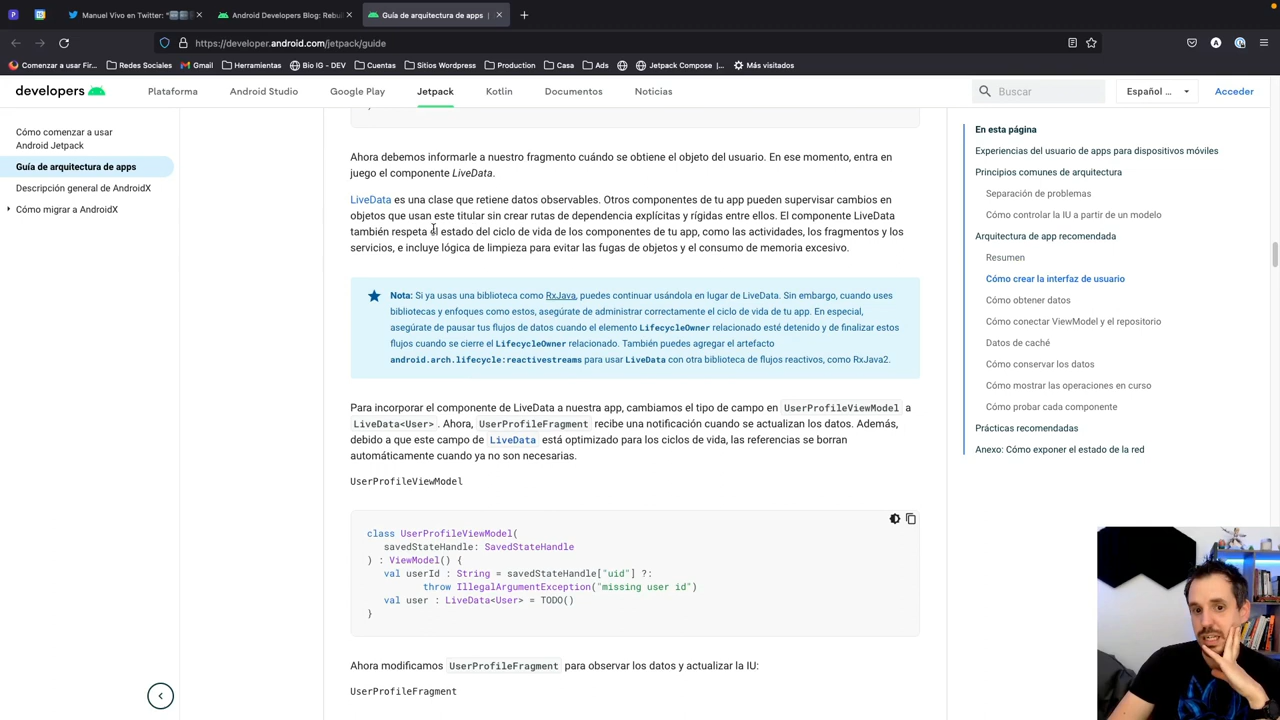 Manuel Vivo en Twitter: "
Android Developers Blog: Rebui
Guía de arquitectura de apps
https://developer.android.com/jetpack/guide
Comenzar a usar Fir...
Redes Sociales
Gmail
Herramientas
Bio IG - DEV
Cuentas
Sitios Wordpress
Production
Casa
Ads
Jetpack Compose |...
Más visitados
developers
Plataforma
Android Studio
Google Play
Jetpack
Kotlin
Documentos
Noticias
Buscar
Español ...
Acceder
Cómo comenzar a usar
Android Jetpack
Guía de arquitectura de apps
Descripción general de AndroidX
Cómo migrar a AndroidX
Ahora debemos informarle a nuestro fragmento cuándo se obtiene el objeto del usuario. En ese momento, entra en
juego el componente LiveData.
LiveData es una clase que retiene datos observables. Otros componentes de tu app pueden supervisar cambios en
objetos que usan este titular sin crear rutas de dependencia explícitas y rígidas entre ellos. El componente LiveData
también respeta el estado del ciclo de vida de los componentes de tu app, como las actividades, los fragmentos y los
servicios, e incluye lógica de limpieza para evitar las fugas de objetos y el consumo de memoria excesivo.
Nota: Si ya usas una biblioteca como RxJava, puedes continuar usándola en lugar de LiveData. Sin embargo, cuando uses
bibliotecas y enfoques como estos, asegúrate de administrar correctamente el ciclo de vida de tu app. En especial,
asegúrate de pausar tus flujos de datos cuando el elemento LifecycleOwner relacionado esté detenido y de finalizar estos
flujos cuando se cierre el LifecycleOwner relacionado. También puedes agregar el artefacto
android.arch.lifecycle:reactivestreams para usar LiveData con otra biblioteca de flujos reactivos, como RxJava2.
Para incorporar el componente de LiveData a nuestra app, cambiamos el tipo de campo en UserProfileViewModel a
LiveData<User>. Ahora, UserProfileFragment recibe una notificación cuando se actualizan los datos. Además,
debido a que este campo de LiveData está optimizado para los ciclos de vida, las referencias se borran
automáticamente cuando ya no son necesarias.
UserProfileViewModel
class UserProfileViewModel(
savedStateHandle: SavedStateHandle
) : ViewModel() {
val userId : String = savedStateHandle["uid"] ?:
throw IllegalArgumentException("missing user id")
val user : LiveData<User> = TODO()
}
Ahora modificamos UserProfileFragment para observar los datos y actualizar la IU:
UserProfileFragment
En esta página
Experiencias del usuario de apps para dispositivos móviles
Principios comunes de arquitectura
Separación de problemas
Cómo controlar la IU a partir de un modelo
Arquitectura de app recomendada
Resumen
Cómo crear la interfaz de usuario
Cómo obtener datos
Cómo conectar ViewModel y el repositorio
Datos de caché
Cómo conservar los datos
Cómo mostrar las operaciones en curso
Cómo probar cada componente
Prácticas recomendadas
Anexo: Cómo exponer el estado de la red